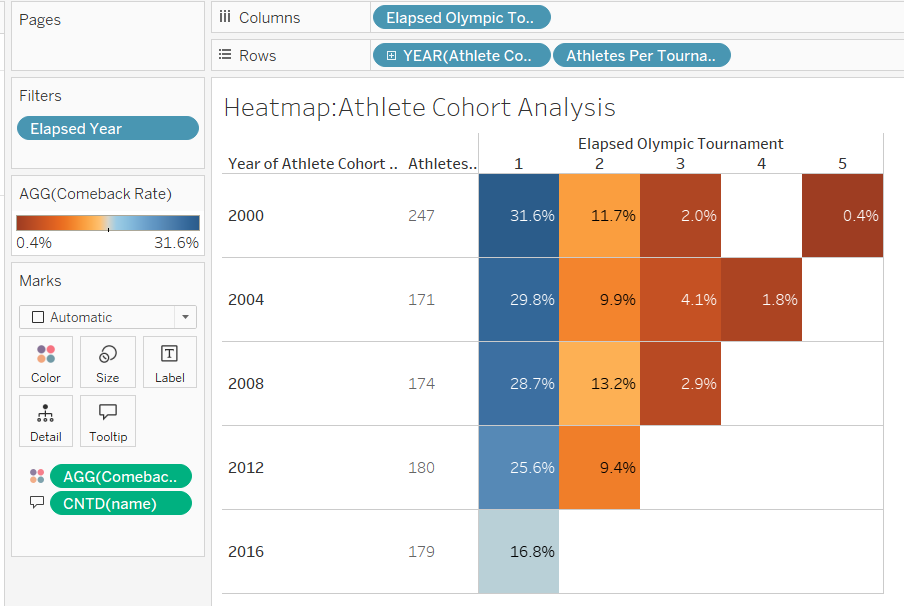 Pages
Columns
Elapsed Olympic To..
Rows
YEAR(Athlete Co..
Athletes Per Tourna..
Filters
Elapsed Year
AGG(Comeback Rate)
0.4% 31.6%
Marks
Automatic
Color Size Label
Detail Tooltip
AGG(Comebac..
CNTD(name)
Heatmap:Athlete Cohort Analysis
Elapsed Olympic Tournament
Year of Athlete Cohort .. Athletes.. 1 2 3 4 5
2000 247 31.6% 11.7% 2.0% 0.4%
2004 171 29.8% 9.9% 4.1% 1.8%
2008 174 28.7% 13.2% 2.9%
2012 180 25.6% 9.4%
2016 179 16.8%